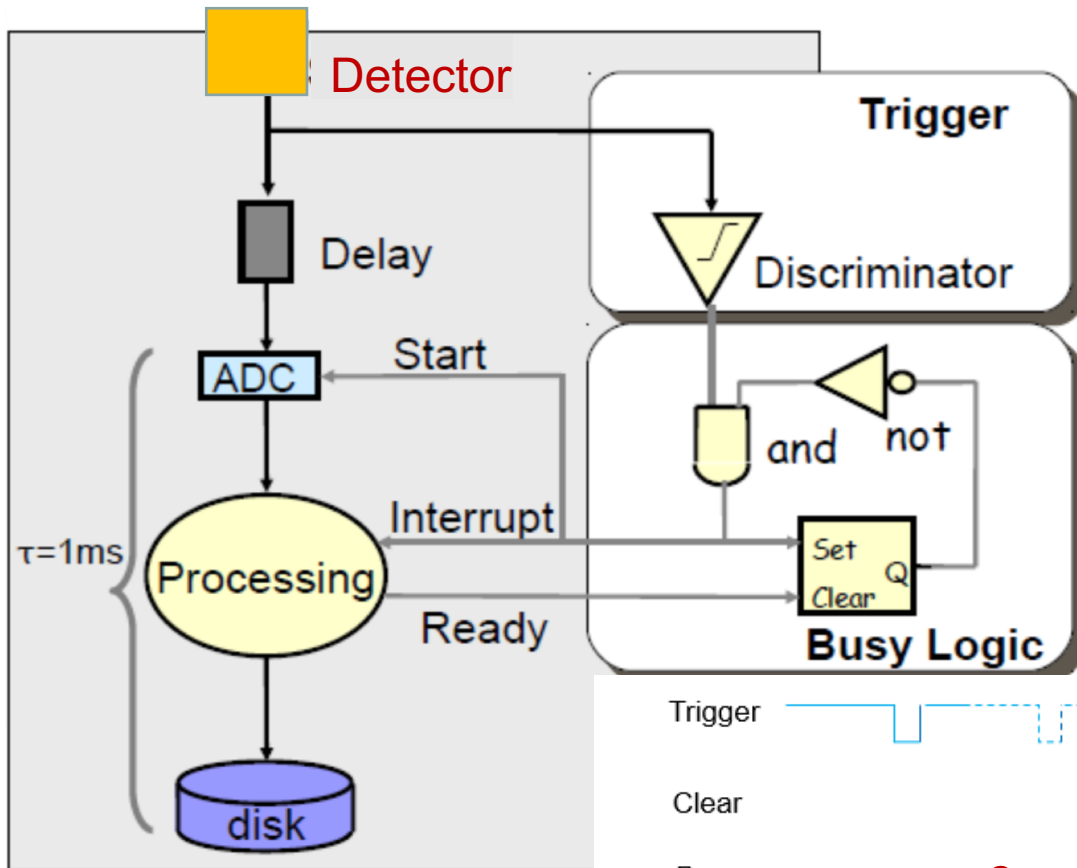 Detector
Trigger
Delay
Discriminator
Start
ADC
and
not
Interrupt
τ=1ms
Processing
Set
Q
Clear
Ready
Busy Logic
Trigger
disk
Clear